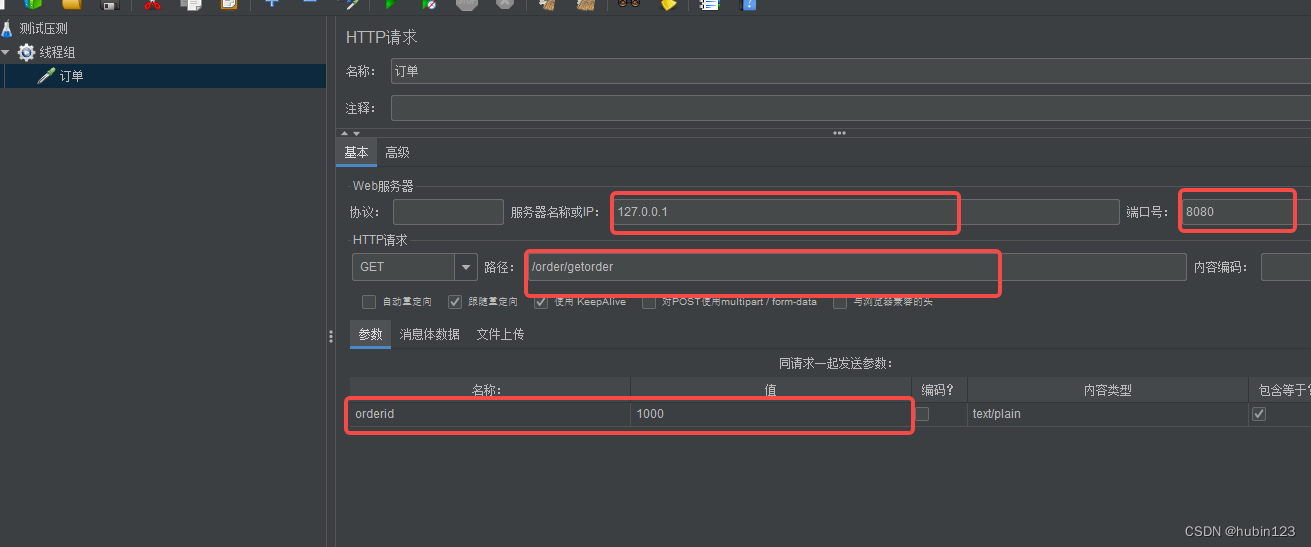 测试压测
线程组
订单
HTTP请求
名称： 订单
注释：
基本 高级
Web服务器
协议： 服务器名称或IP： 127.0.0.1 端口号： 8080
HTTP请求
GET 路径： /order/getorder 内容编码：
自动重定向 跟随重定向 使用 KeepAlive 对POST使用multipart / form-data 与浏览器兼容的头
参数 消息体数据 文件上传
同请求一起发送参数：
名称： 值 编码？ 内容类型 包含等于？
orderid 1000 text/plain
CSDN @hubin123